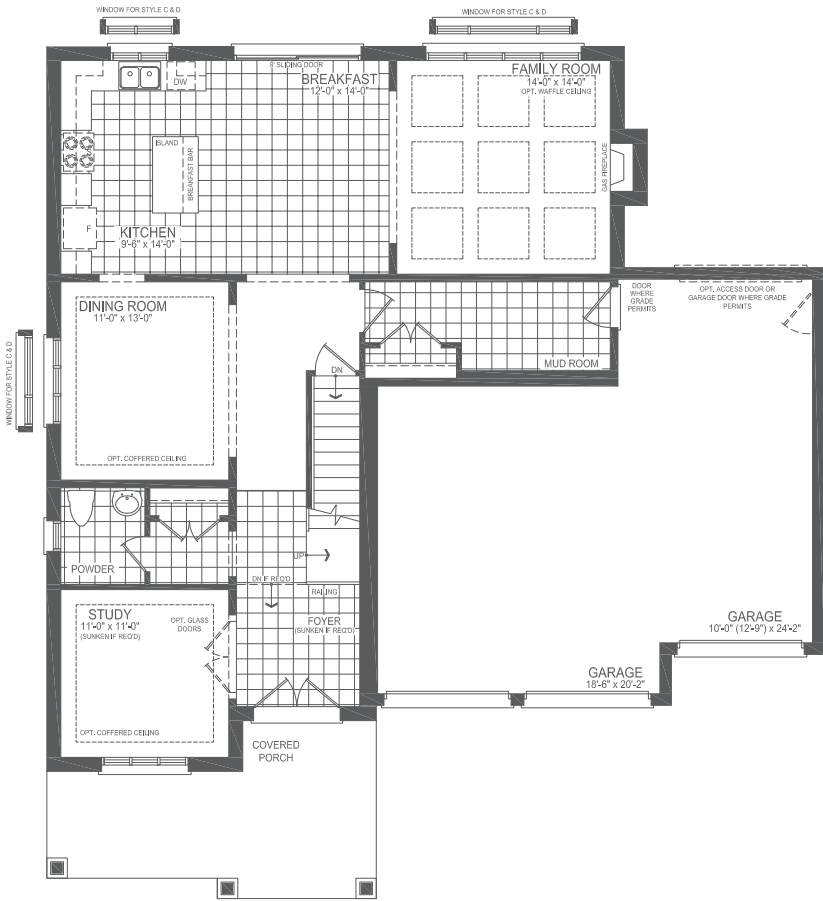 WINDOW FOR STYLE C & D
WINDOW FOR STYLE C & D
8' SLIDING DOOR
DW
BREAKFAST
12'-0" x 14'-0"
FAMILY ROOM
14'-0" x 14'-0"
OPT. WAFFLE CEILING
ISLAND
BREAKFAST BAR
GAS FIREPLACE
F
KITCHEN
9'-6" x 14'-0"
DINING ROOM
11'-0" x 13'-0"
DOOR
WHERE
GRADE
PERMITS
OPT. ACCESS DOOR OR
GARAGE DOOR WHERE GRADE
PERMITS
WINDOW FOR STYLE C & D
MUD ROOM
DN
OPT. COFFERED CEILING
UP
POWDER
DN IF REQ'D
RAILING
STUDY
11'-0" x 11'-0"
(SUNKEN IF REQ'D)
OPT. GLASS
DOORS
FOYER
(SUNKEN IF REQ'D)
GARAGE
10'-0" (12'-9") x 24'-2"
GARAGE
18'-6" x 20'-2"
OPT. COFFERED CEILING
COVERED
PORCH